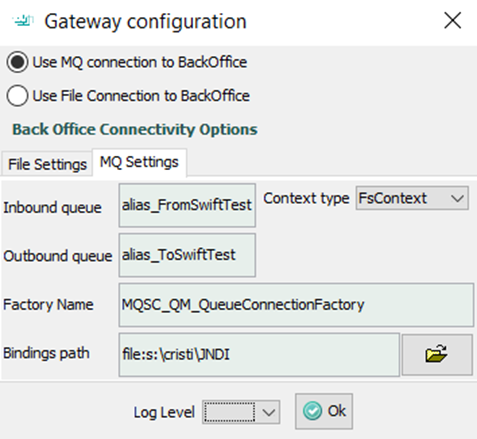 Gateway configuration
Use MQ connection to BackOffice
Use File Connection to BackOffice
Back Office Connectivity Options
File Settings MQ Settings
Inbound queue alias_FromSwiftTest Context type FsContext
Outbound queue alias_ToSwiftTest
Factory Name MQSC_QM_QueueConnectionFactory
Bindings path file:s:\cristi\JNDI
Log Level Ok